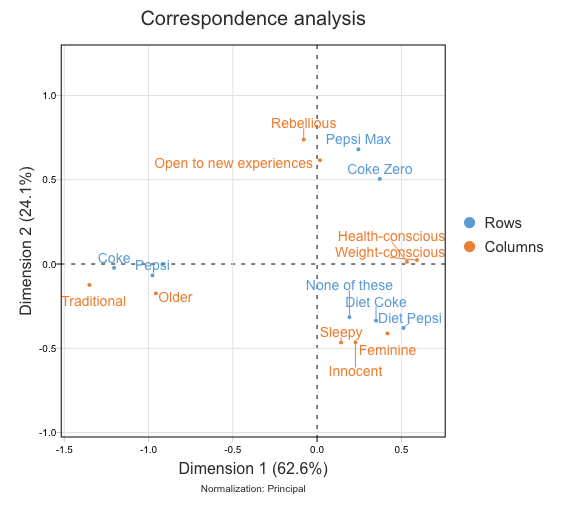 Correspondence analysis
Dimension 2 (24.1%)
1.0
0.5
0.0
-0.5
-1.0
Rebellious
Pepsi Max
Open to new experiences
Coke Zero
Health-conscious
Weight-conscious
Coke
Pepsi
Traditional
Older
None of these
Diet Coke
Diet Pepsi
Sleepy
Feminine
Innocent
-1.5
-1.0
-0.5
0.0
0.5
Dimension 1 (62.6%)
Normalization: Principal
Rows
Columns